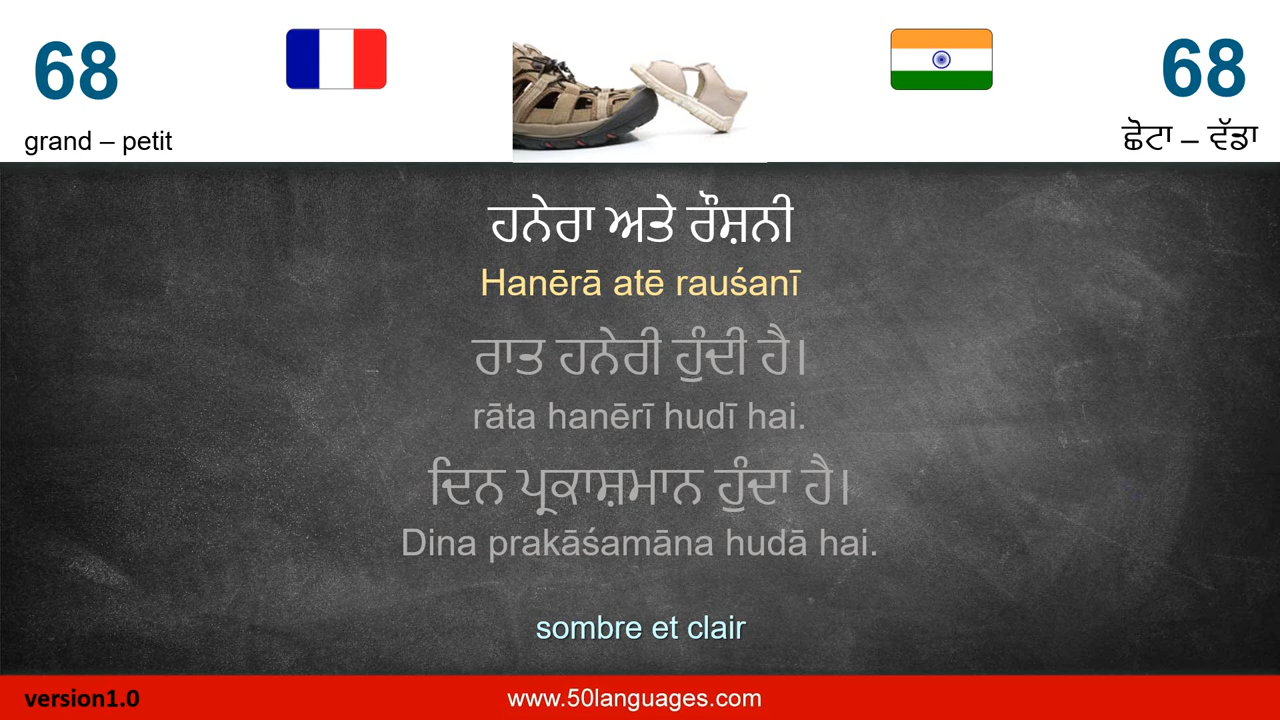 68
68
grand – petit
ਛੋਟਾ – ਵੱਡਾ
ਹਨੇਰਾ ਅਤੇ ਰੌਸ਼ਨੀ
Hanērā atē rauśanī
ਰਾਤ ਹਨੇਰੀ ਹੁੰਦੀ ਹੈ।
rāta hanērī hudī hai.
ਦਿਨ ਪ੍ਰਕਾਸ਼ਮਾਨ ਹੁੰਦਾ ਹੈ।
Dina prakāśamāna hudā hai.
sombre et clair
version1.0
www.50languages.com